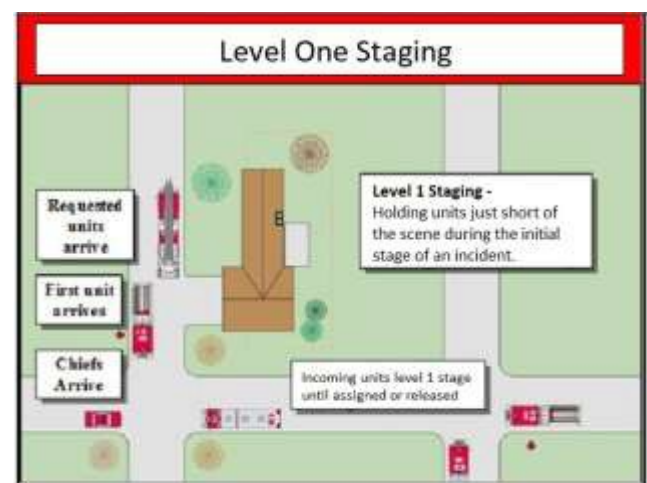 Level One Staging
Requested
units
arrive
Level 1 Staging -
Holding units just short of
the scene during the initial
stage of an incident.
First unit
arrives
Chiefs
Arrive
Incoming units level 1 stage
until assigned or released